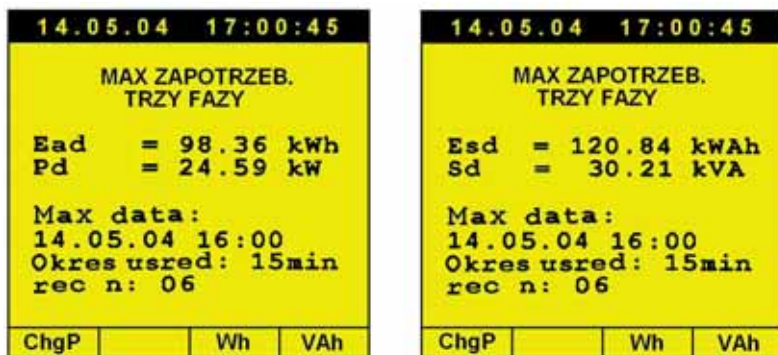 14.05.04 17:00:45
MAX ZAPOTRZEB.
TRZY FAZY
Ead = 98.36 kWh
Pd = 24.59 kW
Max data:
14.05.04 16:00
Okres usred: 15min
rec n: 06
ChgP Wh VAh
14.05.04 17:00:45
MAX ZAPOTRZEB.
TRZY FAZY
Esd = 120.84 kWAh
Sd = 30.21 kVA
Max data:
14.05.04 16:00
Okres usred: 15min
rec n: 06
ChgP Wh VAh